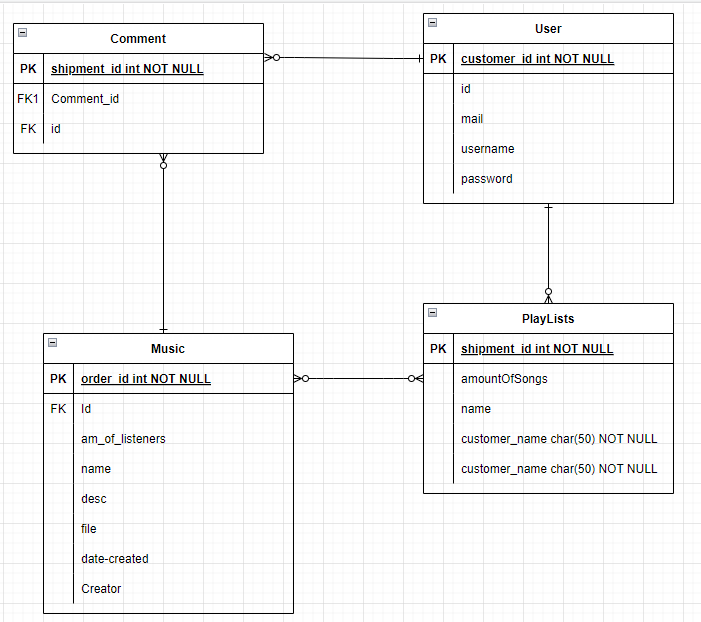 Comment
PK shipment_id int NOT NULL
FK1 Comment_id
FK id
User
PK customer_id int NOT NULL
id
mail
username
password
Music
PK order_id int NOT NULL
FK Id
am_of_listeners
name
desc
file
date-created
Creator
PlayLists
PK shipment_id int NOT NULL
amountOfSongs
name
customer_name char(50) NOT NULL
customer_name char(50) NOT NULL